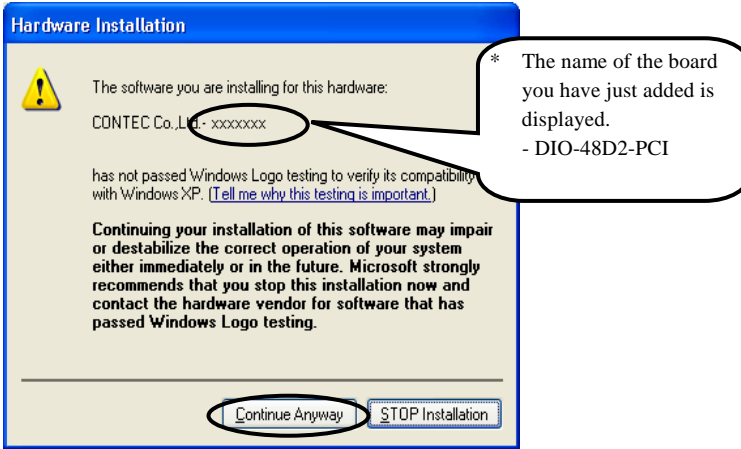 Hardware Installation
The software you are installing for this hardware:
CONTEC Co.,Ltd.- xxxxxxx
has not passed Windows Logo testing to verify its compatibility
with Windows XP. (Tell me why this testing is important.)
Continuing your installation of this software may impair
or destabilize the correct operation of your system
either immediately or in the future. Microsoft strongly
recommends that you stop this installation now and
contact the hardware vendor for software that has
passed Windows Logo testing.
Continue Anyway
STOP Installation
* The name of the board
you have just added is
displayed.
- DIO-48D2-PCI